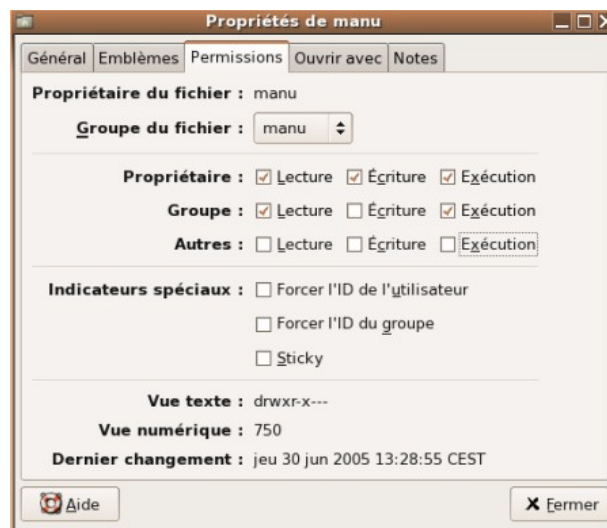 Propriétés de manu
Général Emblèmes Permissions Ouvrir avec Notes
Propriétaire du fichier : manu
Groupe du fichier : manu
Propriétaire : Lecture Écriture Exécution
Groupe : Lecture Écriture Exécution
Autres : Lecture Écriture Exécution
Indicateurs spéciaux : Forcer l'ID de l'utilisateur
Forcer l'ID du groupe
Sticky
Vue texte : drwxr-x---
Vue numérique : 750
Dernier changement : jeu 30 jun 2005 13:28:55 CEST
Aide Fermer